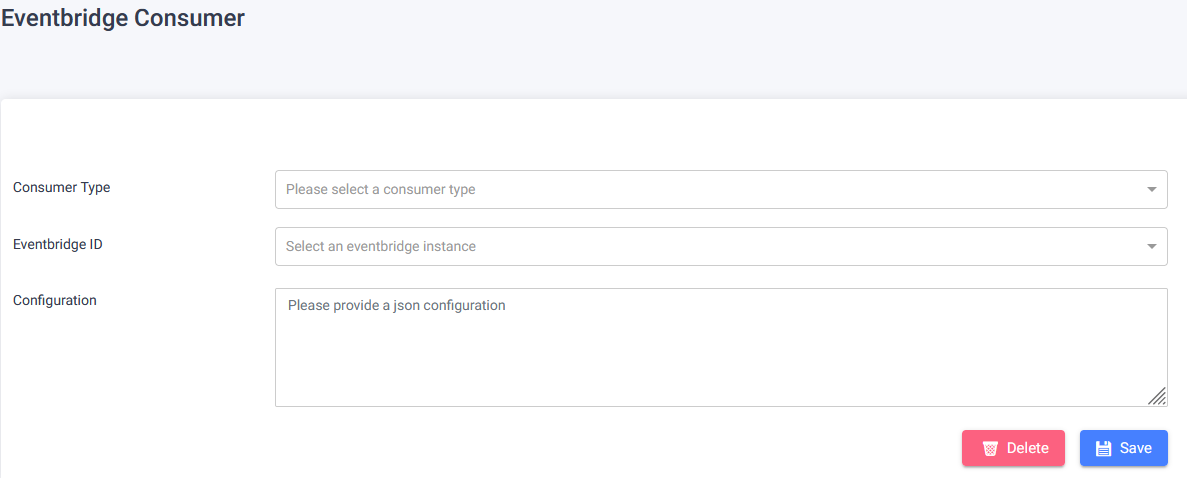 Eventbridge Consumer
Consumer Type
Please select a consumer type
Eventbridge ID
Select an eventbridge instance
Configuration
Please provide a json configuration
Delete
Save